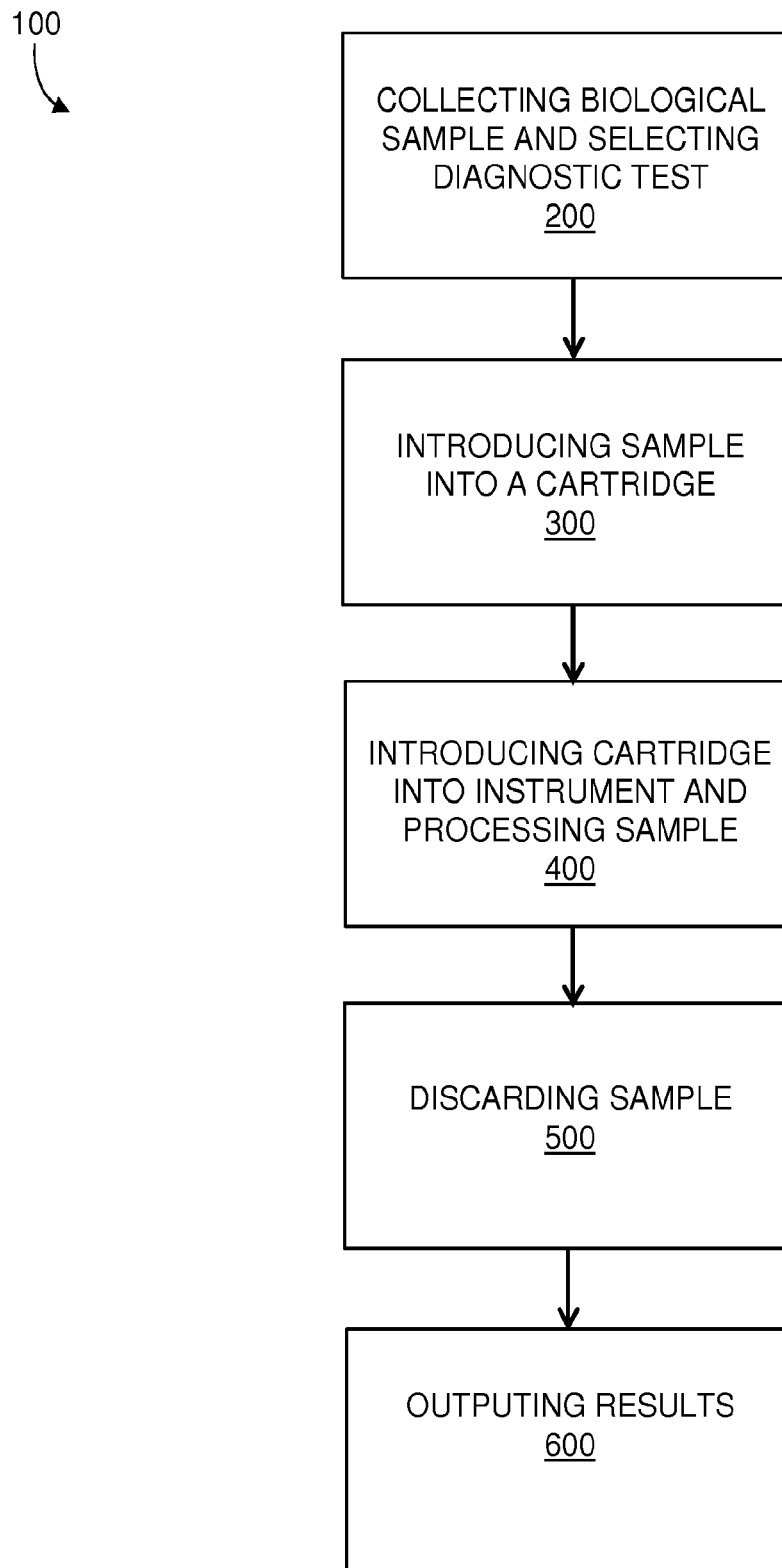 100
COLLECTING BIOLOGICAL
SAMPLE AND SELECTING
DIAGNOSTIC TEST
200
INTRODUCING SAMPLE
INTO A CARTRIDGE
300
INTRODUCING CARTRIDGE
INTO INSTRUMENT AND
PROCESSING SAMPLE
400
DISCARDING SAMPLE
500
OUTPUTING RESULTS
600